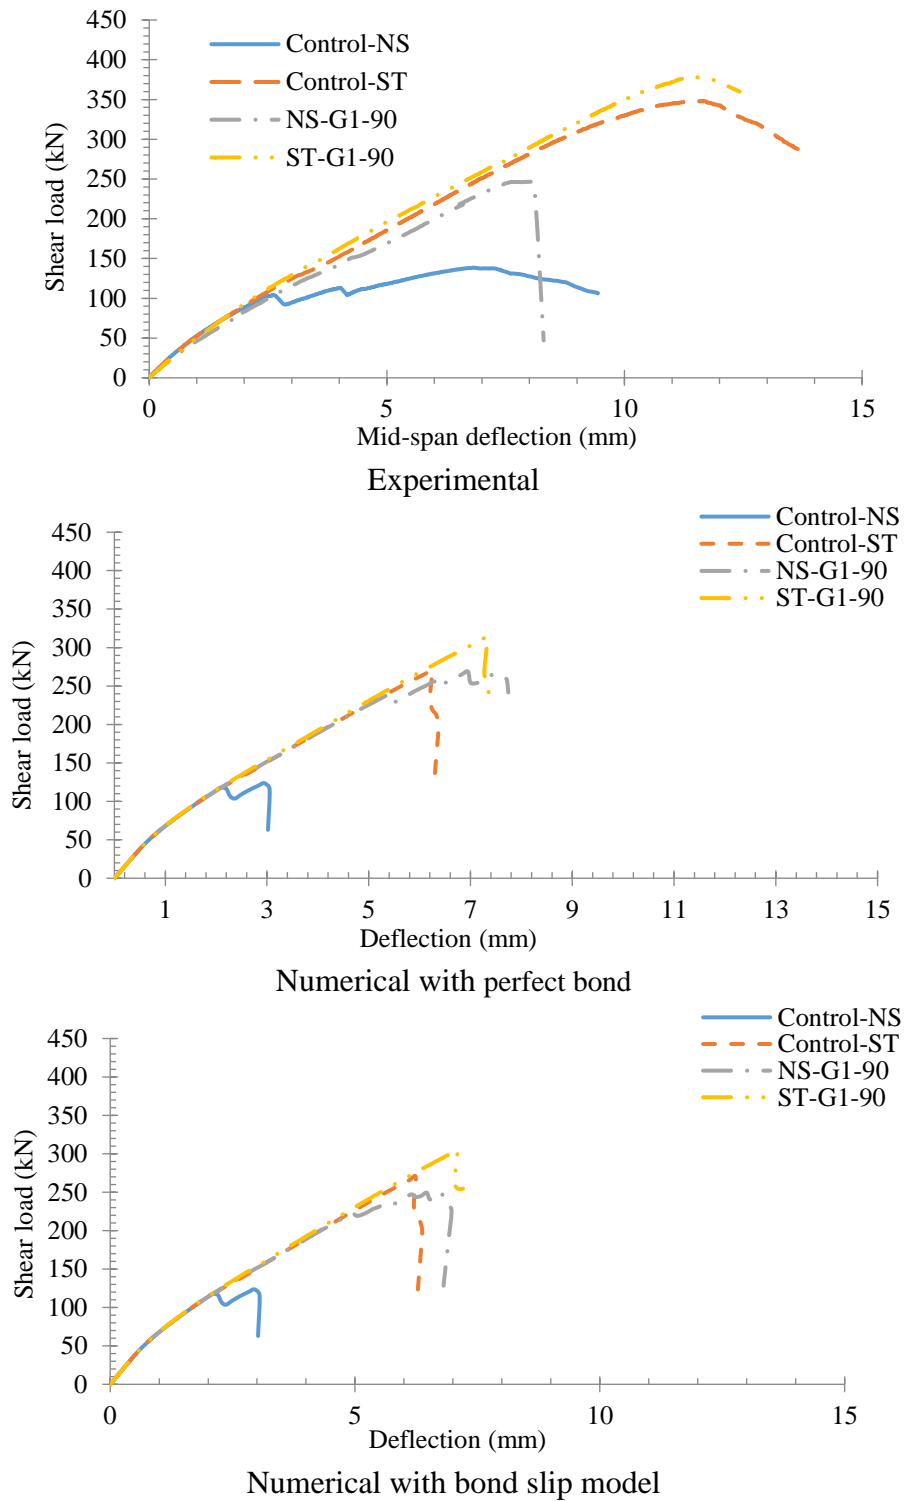 450
400
350
300
250
200
150
100
50
0
Shear load (kN)
Control-NS
Control-ST
NS-G1-90
ST-G1-90
0 5 10 15
Mid-span deflection (mm)
Experimental
450
400
350
300
250
200
150
100
50
0
Shear load (kN)
Control-NS
Control-ST
NS-G1-90
ST-G1-90
1 3 5 7 9 11 13 15
Deflection (mm)
Numerical with perfect bond
450
400
350
300
250
200
150
100
50
0
Shear load (kN)
Control-NS
Control-ST
NS-G1-90
ST-G1-90
0 5 10 15
Deflection (mm)
Numerical with bond slip model